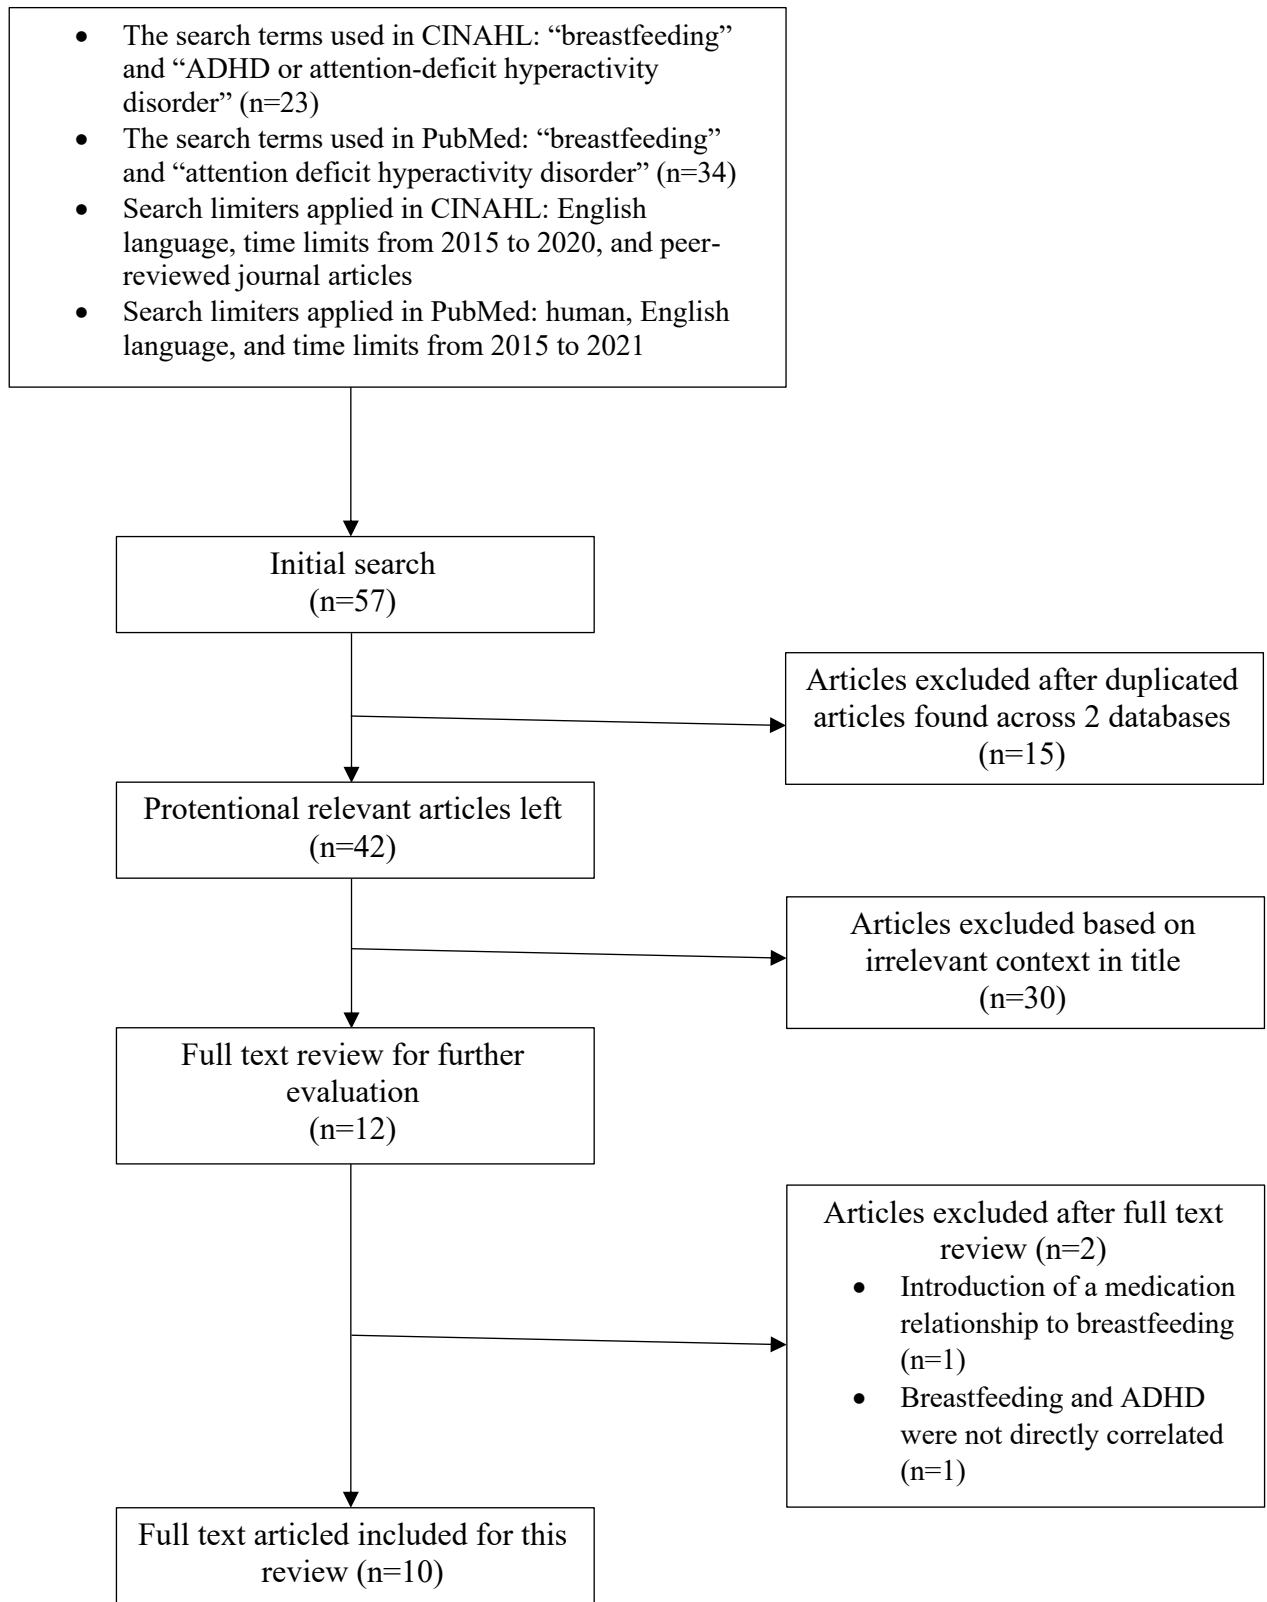 • The search terms used in CINAHL: “breastfeeding”
and “ADHD or attention-deficit hyperactivity
disorder” (n=23)
• The search terms used in PubMed: “breastfeeding”
and “attention deficit hyperactivity disorder” (n=34)
• Search limiters applied in CINAHL: English
language, time limits from 2015 to 2020, and peer-
reviewed journal articles
• Search limiters applied in PubMed: human, English
language, and time limits from 2015 to 2021
Initial search
(n=57)
Articles excluded after duplicated
articles found across 2 databases
(n=15)
Protentional relevant articles left
(n=42)
Articles excluded based on
irrelevant context in title
(n=30)
Full text review for further
evaluation
(n=12)
Articles excluded after full text
review (n=2)
• Introduction of a medication
relationship to breastfeeding
(n=1)
• Breastfeeding and ADHD
were not directly correlated
(n=1)
Full text articled included for this
review (n=10)